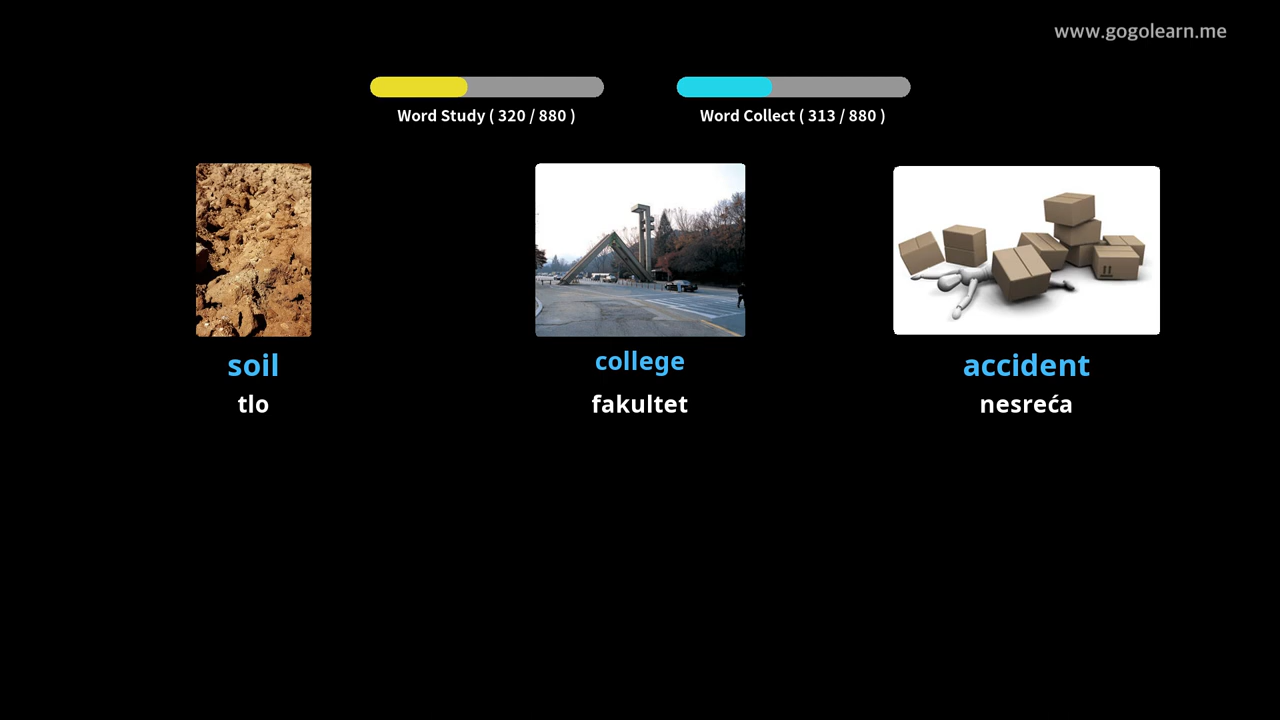 www.gogolearn.me
Word Study ( 320 / 880 )
Word Collect ( 313 / 880 )
soil
college
accident
tlo
fakultet
nesreća